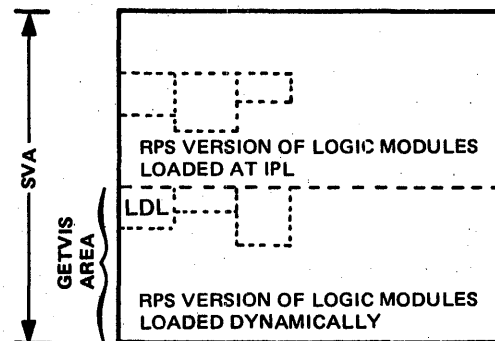 SVA
RPS VERSION OF LOGIC MODULES
LOADED AT IPL
GETVIS
AREA
LDL
RPS VERSION OF LOGIC MODULES
LOADED DYNAMICALLY